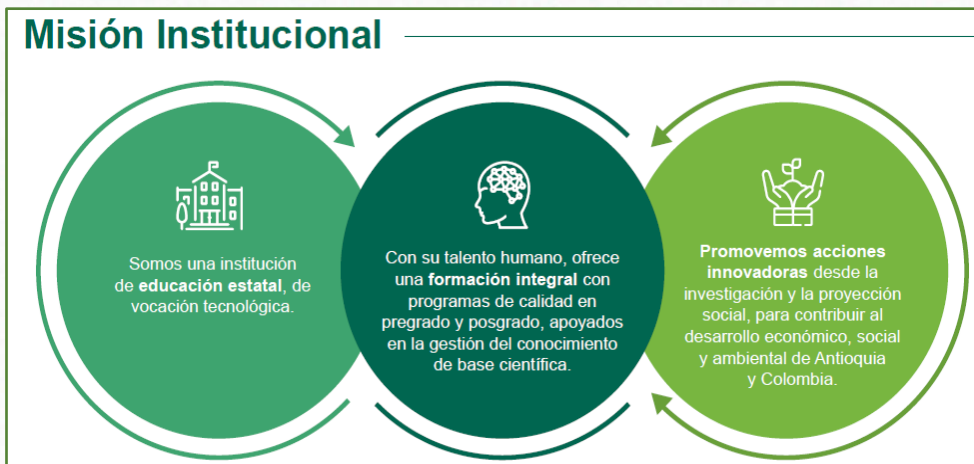 Misión Institucional
Somos una institución
de educación estatal, de
vocación tecnológica.
Con su talento humano, ofrece
una formación integral con
programas de calidad en
pregrado y posgrado, apoyados
en la gestión del conocimiento
de base científica.
Promovemos acciones
innovadoras desde la
investigación y la proyección
social, para contribuir al
desarrollo económico, social
y ambiental de Antioquia
y Colombia.